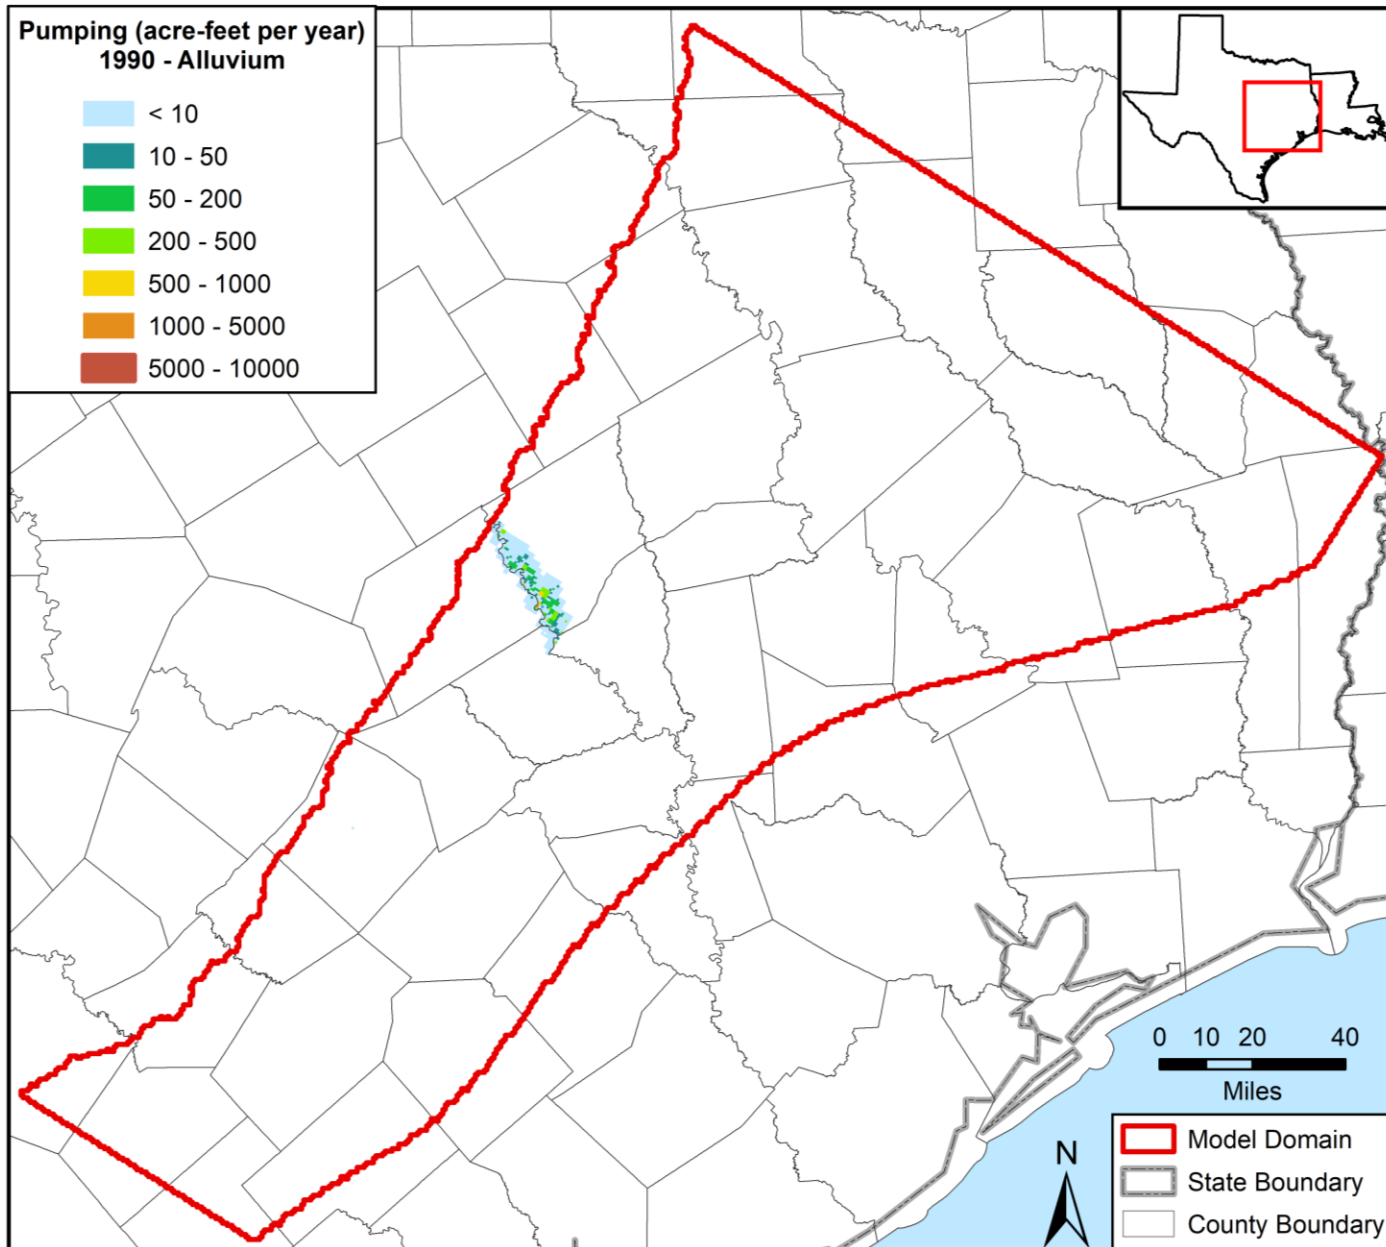 Pumping (acre-feet per year)
1990 - Alluvium
< 10
10 - 50
50 - 200
200 - 500
500 - 1000
1000 - 5000
5000 - 10000
0 10 20 40
Miles
N
Model Domain
State Boundary
County Boundary